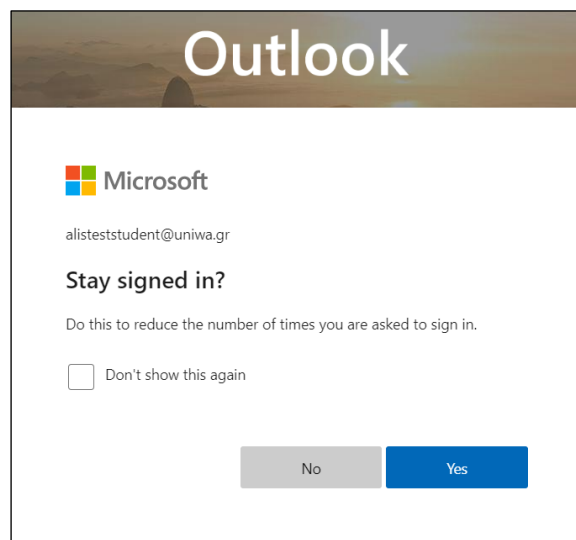 Outlook
Microsoft
alisteststudent@uniwa.gr
Stay signed in?
Do this to reduce the number of times you are asked to sign in.
Don't show this again
No
Yes